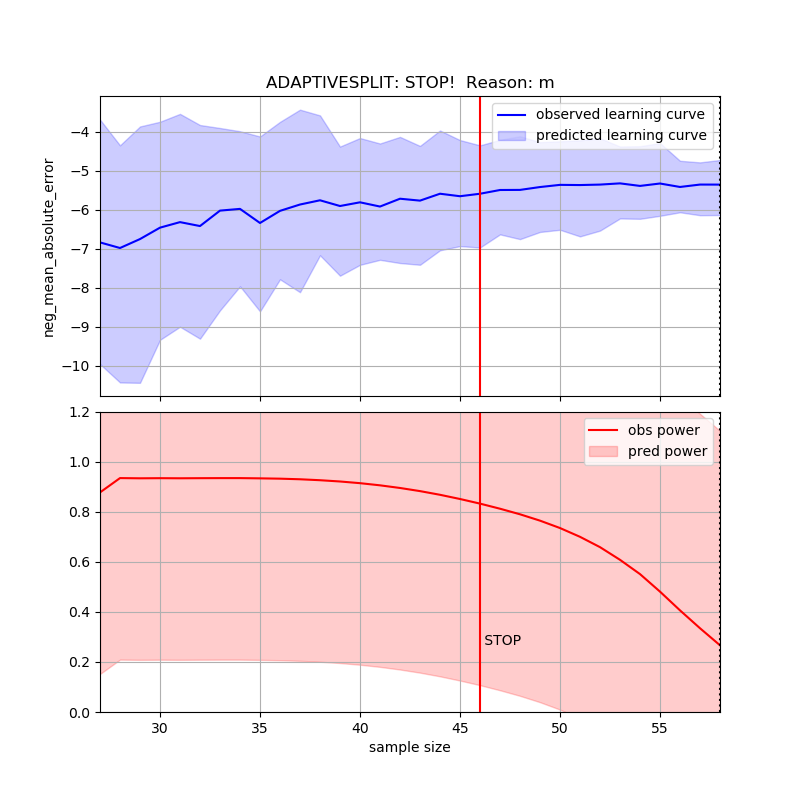 ADAPTIVESPLIT: STOP!  Reason: m
observed learning curve
predicted learning curve
neg_mean_absolute_error
−4
−5
−6
−7
−8
−9
−10
obs power
pred power
1.2
1.0
0.8
0.6
0.4
0.2
0.0
STOP
30
35
40
45
50
55
sample size